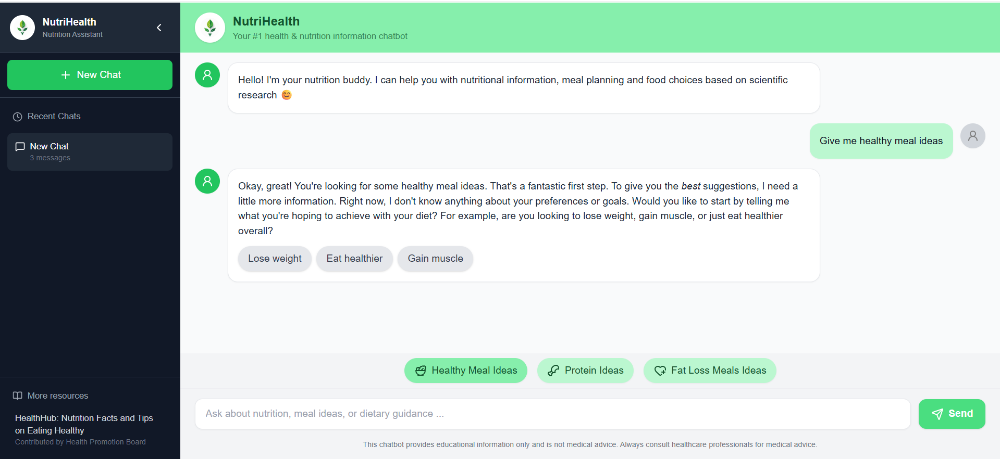 NutriHealth
Nutrition Assistant
New Chat
Recent Chats
New Chat
3 messages
More resources
HealthHub: Nutrition Facts and Tips
on Eating Healthy
Contributed by Health Promotion Board
NutriHealth
Your #1 health & nutrition information chatbot
Hello! I'm your nutrition buddy. I can help you with nutritional information, meal planning and food choices based on scientific
research 😊
Give me healthy meal ideas
Okay, great! You're looking for some healthy meal ideas. That's a fantastic first step. To give you the best suggestions, I need a
little more information. Right now, I don't know anything about your preferences or goals. Would you like to start by telling me
what you're hoping to achieve with your diet? For example, are you looking to lose weight, gain muscle, or just eat healthier
overall?
Lose weight Eat healthier Gain muscle
Healthy Meal Ideas Protein Ideas Fat Loss Meals Ideas
Ask about nutrition, meal ideas, or dietary guidance ...
Send
This chatbot provides educational information only and is not medical advice. Always consult healthcare professionals for medical advice.